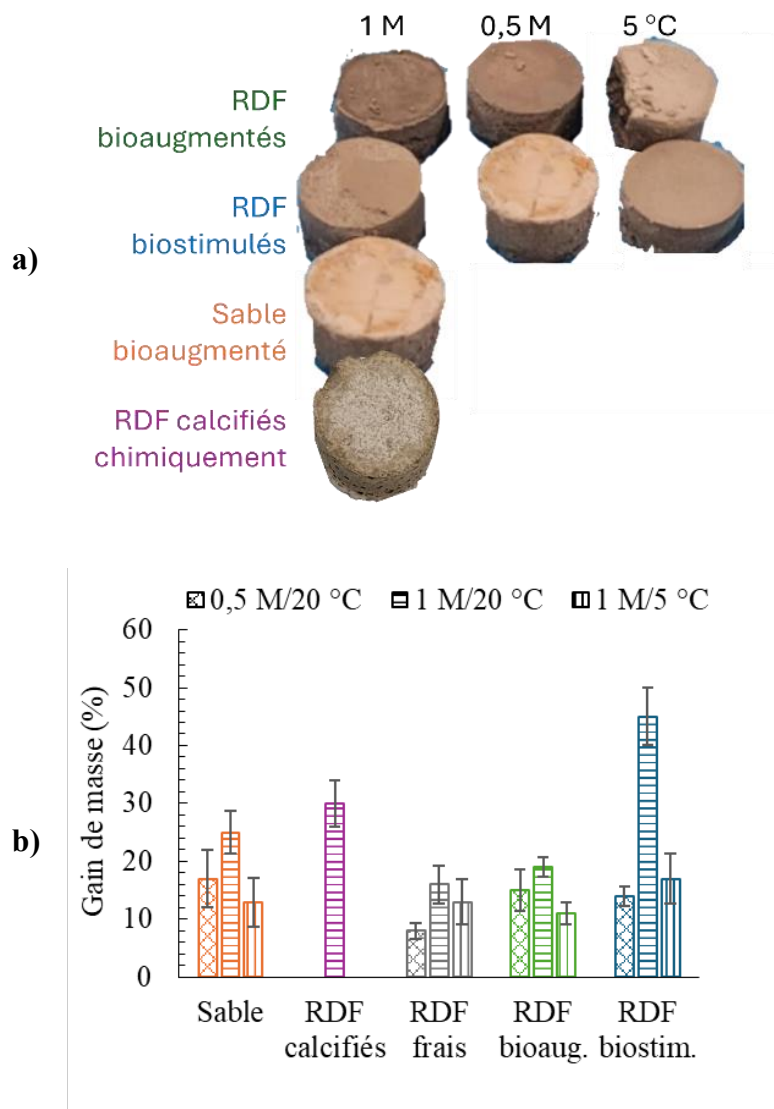 1 M 0,5 M 5 °C
RDF
bioaugmentés
RDF
biostimulés
a)
Sable
bioaugmenté
RDF calcifiés
chimiquement
0,5 M/20 °C 1 M/20 °C 1 M/5 °C
60
50
40
30
20
10
0
Gain de masse (%)
b)
Sable RDF RDF RDF RDF
calcifiés frais bioaug. biostim.